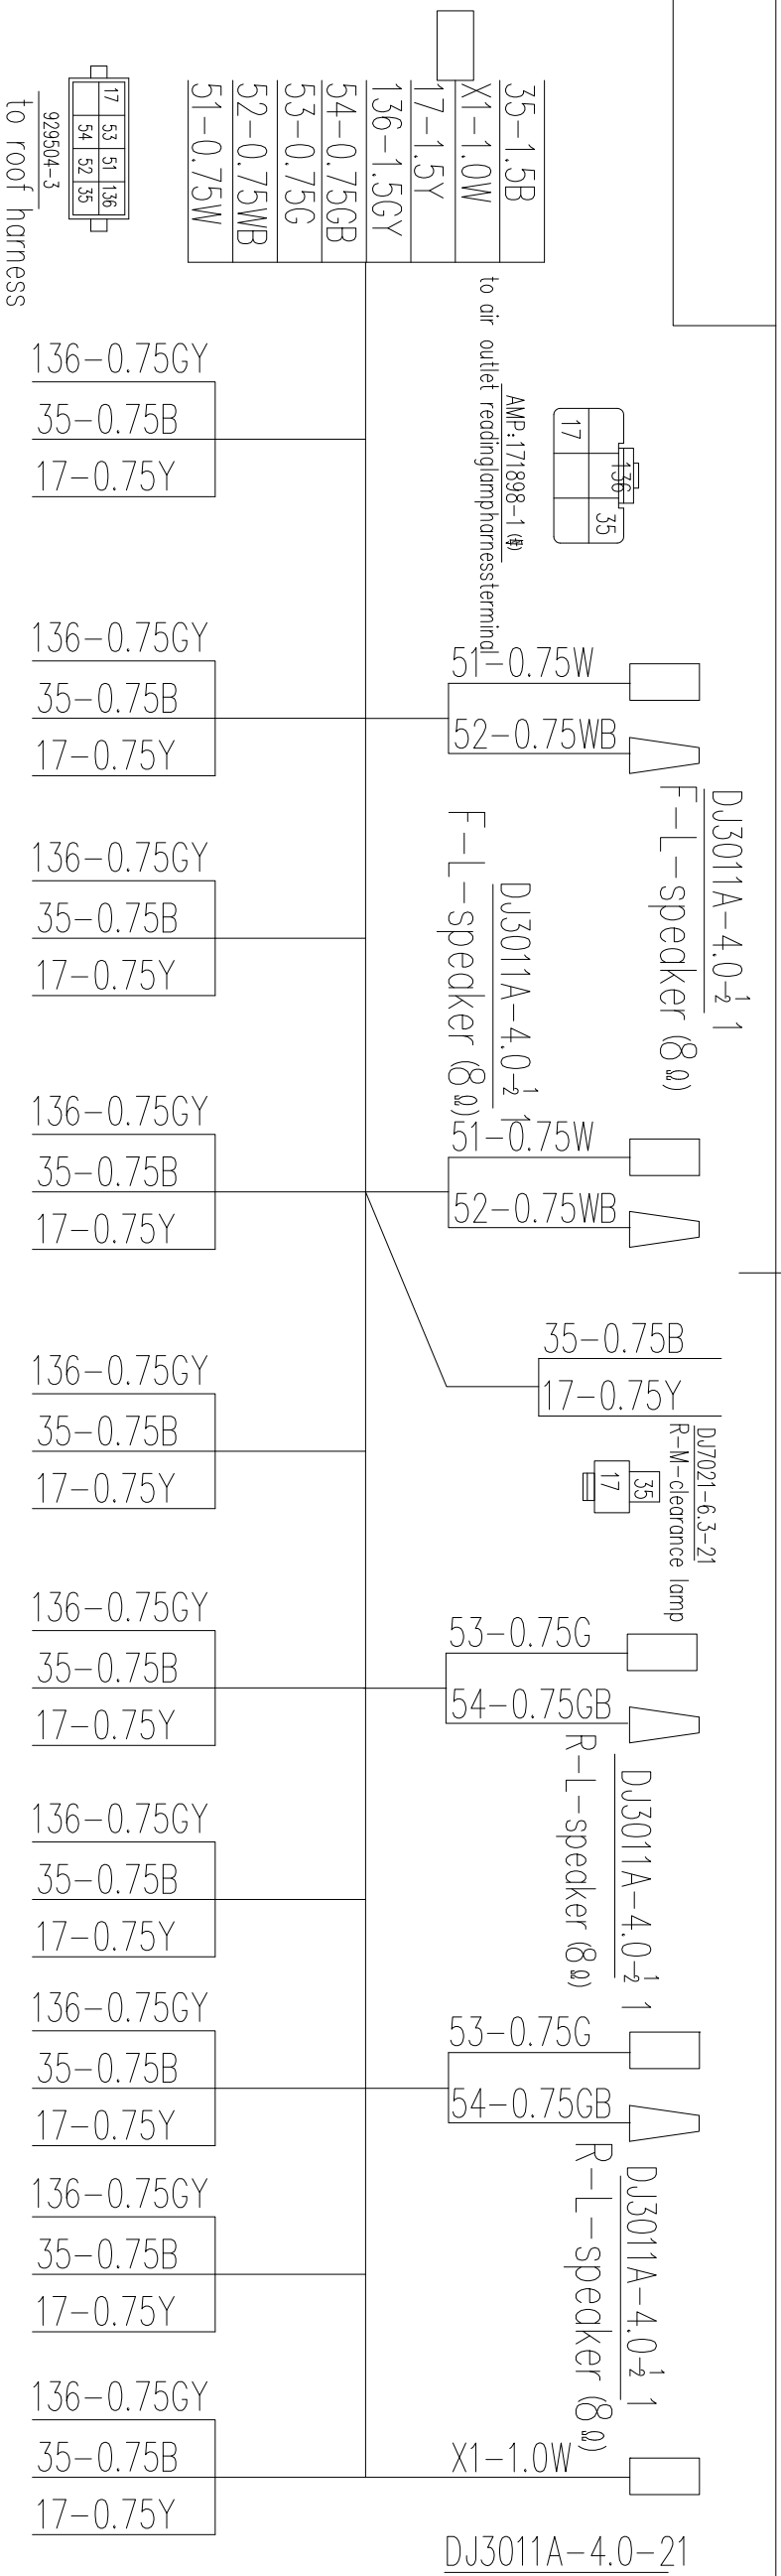 35-1.5B
X1-1.0W
17-1.5Y
136-1.5GY
54-0.75GB
53-0.75G
52-0.75WB
51-0.75W
17 53 51 136
54 52 35
929504-3
to roof harness
136
17 35
AMP:171898-1
to air outlet readinglampharnessterminal
136-0.75GY
35-0.75B
17-0.75Y
136-0.75GY
35-0.75B
17-0.75Y
51-0.75W
52-0.75WB
DJ3011A-4.0-½ 1
F-L-speaker (8Ω)
136-0.75GY
35-0.75B
17-0.75Y
DJ3011A-4.0-½ 1
F-L-speaker (8Ω)
136-0.75GY
35-0.75B
17-0.75Y
51-0.75W
52-0.75WB
35-0.75B
17-0.75Y
DJ7021-6.3-21
R-M-clearance lamp
35
17
136-0.75GY
35-0.75B
17-0.75Y
136-0.75GY
35-0.75B
17-0.75Y
53-0.75G
54-0.75GB
DJ3011A-4.0-½ 1
R-L-speaker (8Ω)
136-0.75GY
35-0.75B
17-0.75Y
136-0.75GY
35-0.75B
17-0.75Y
53-0.75G
54-0.75GB
DJ3011A-4.0-½ 1
R-L-speaker (8Ω)
136-0.75GY
35-0.75B
17-0.75Y
136-0.75GY
35-0.75B
17-0.75Y
X1-1.0W
DJ3011A-4.0-21